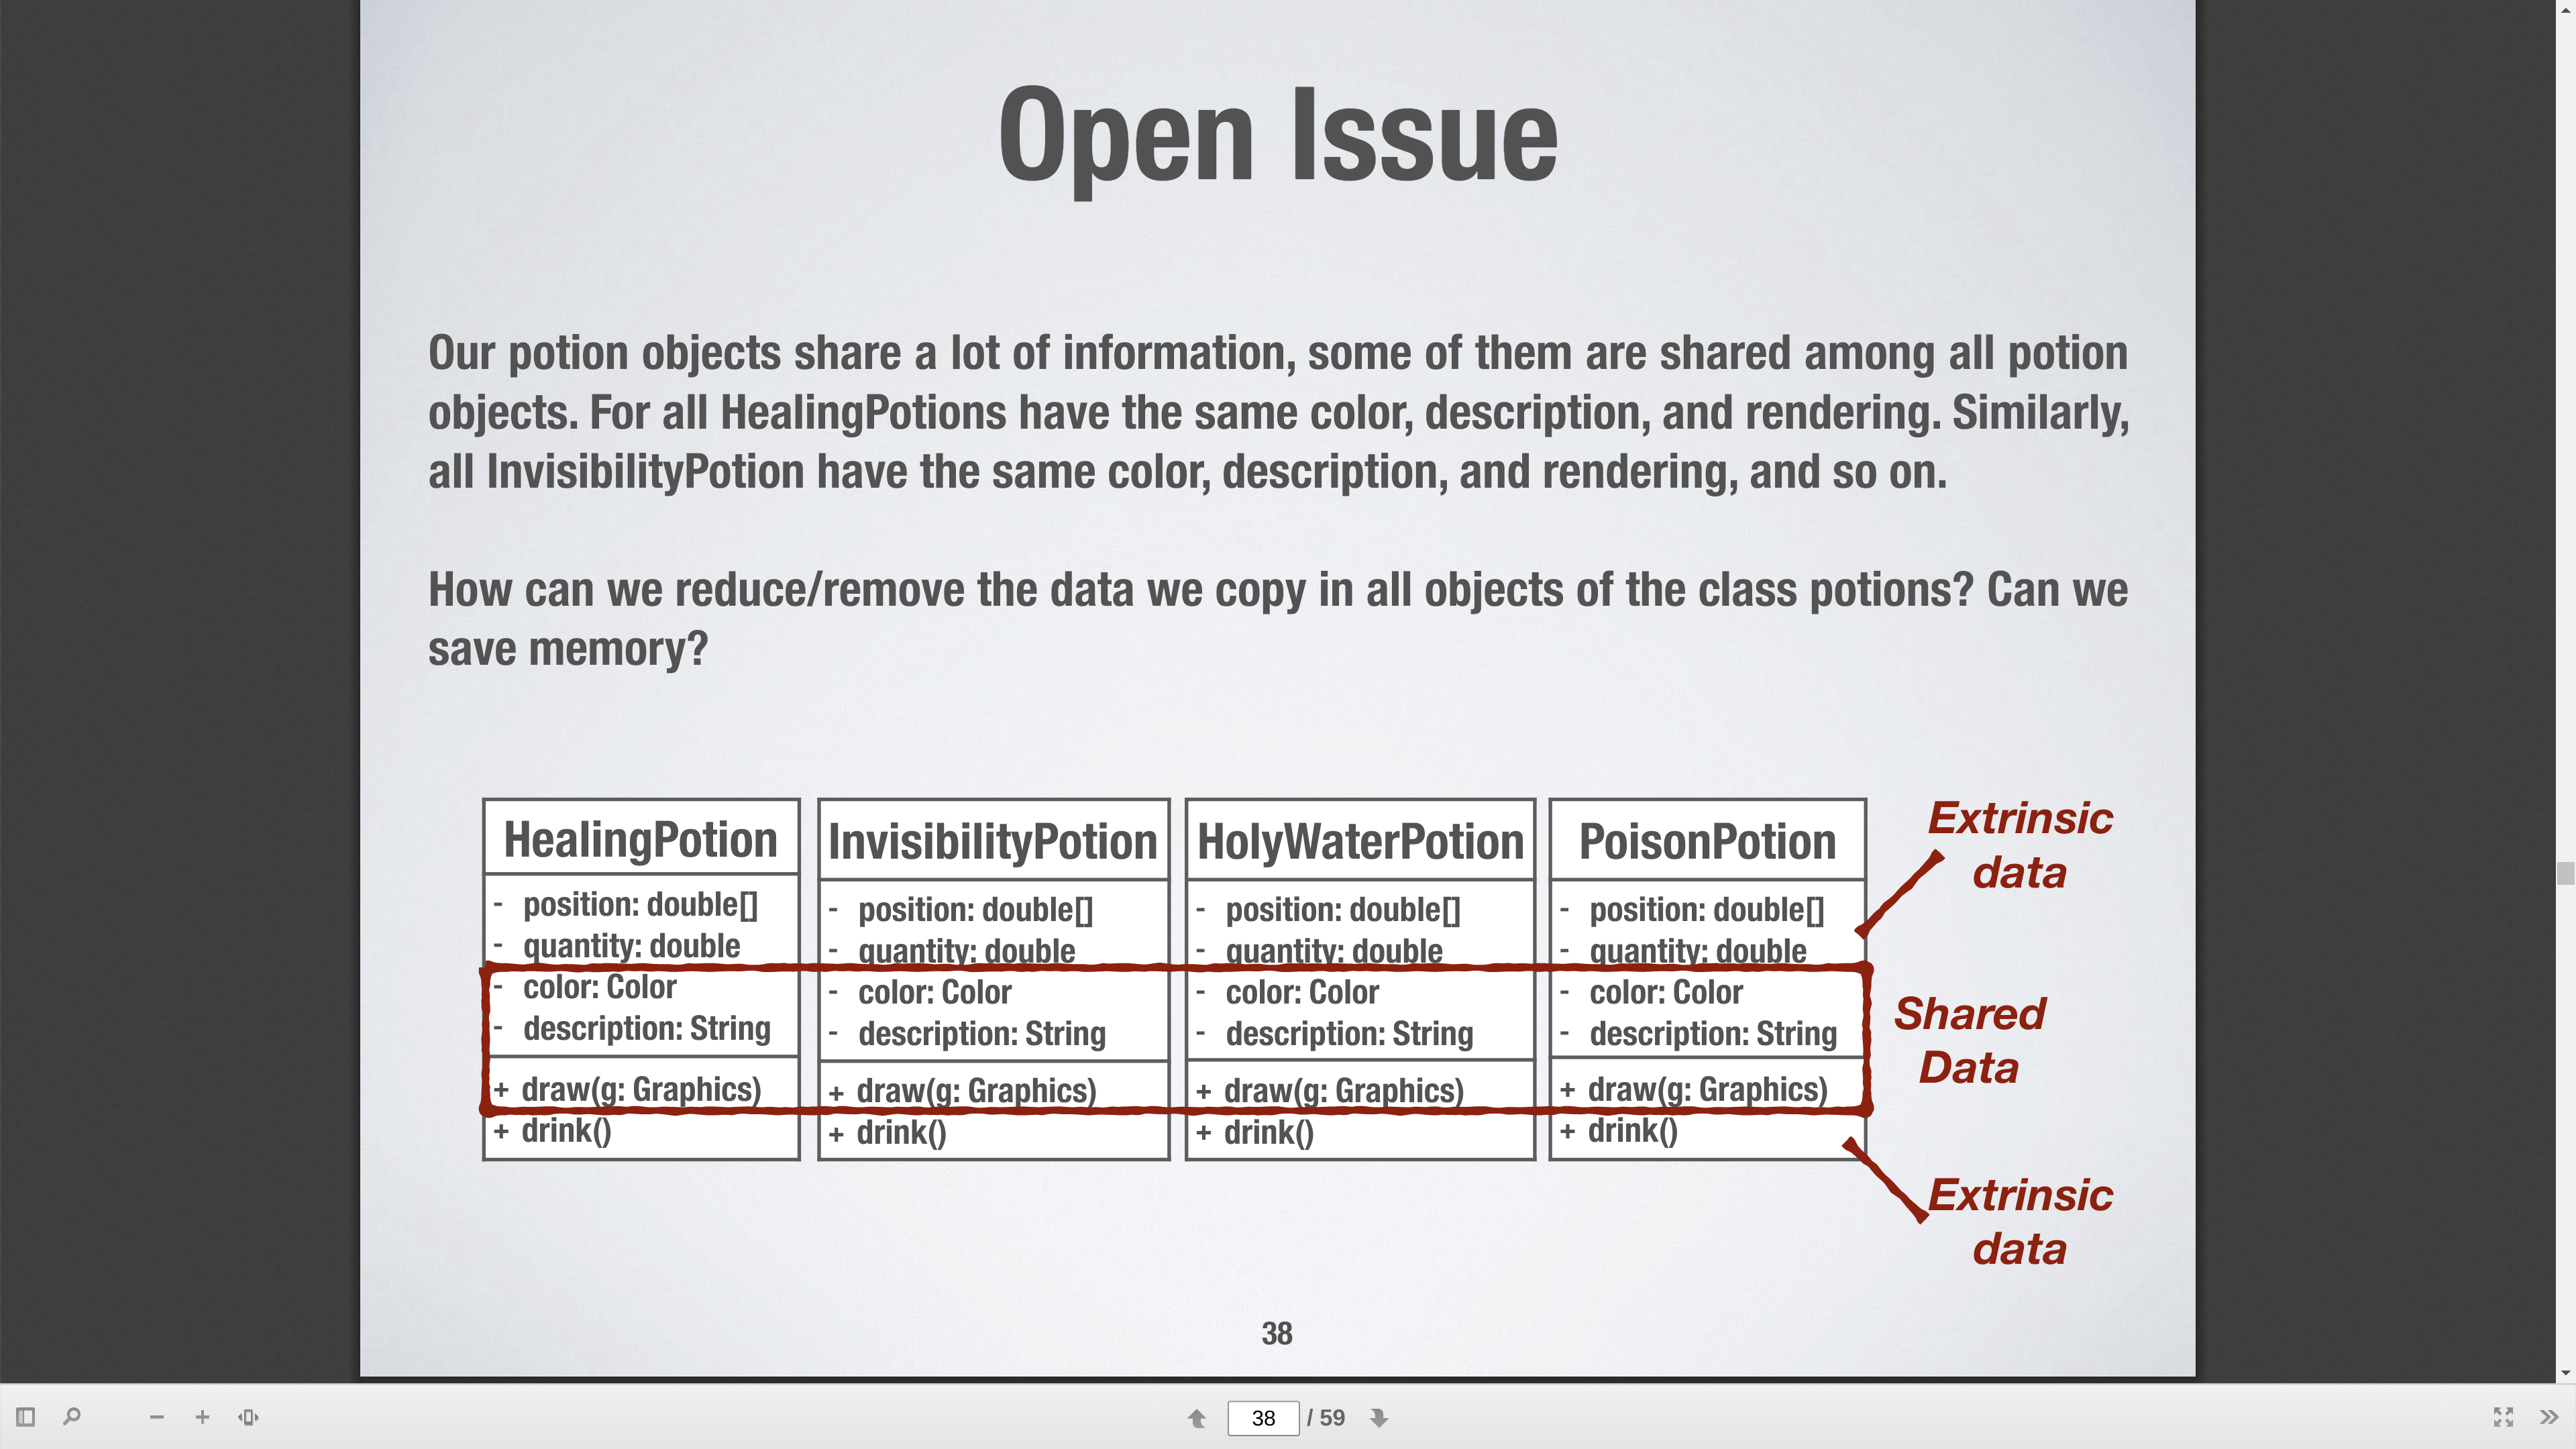 Open Issue
Our potion objects share a lot of information, some of them are shared among all potion
objects. For all HealingPotions have the same color, description, and rendering. Similarly,
all InvisibilityPotion have the same color, description, and rendering, and so on.
How can we reduce/remove the data we copy in all objects of the class potions? Can we
save memory?
HealingPotion
- position: double[]
- quantity: double
- color: Color
- description: String
+ draw(g: Graphics)
+ drink()
InvisibilityPotion
- position: double[]
- quantity: double
- color: Color
- description: String
+ draw(g: Graphics)
+ drink()
HolyWaterPotion
- position: double[]
- quantity: double
- color: Color
- description: String
+ draw(g: Graphics)
+ drink()
PoisonPotion
- position: double[]
- quantity: double
- color: Color
- description: String
+ draw(g: Graphics)
+ drink()
Extrinsic
data
Shared
Data
Extrinsic
data
38
38 / 59